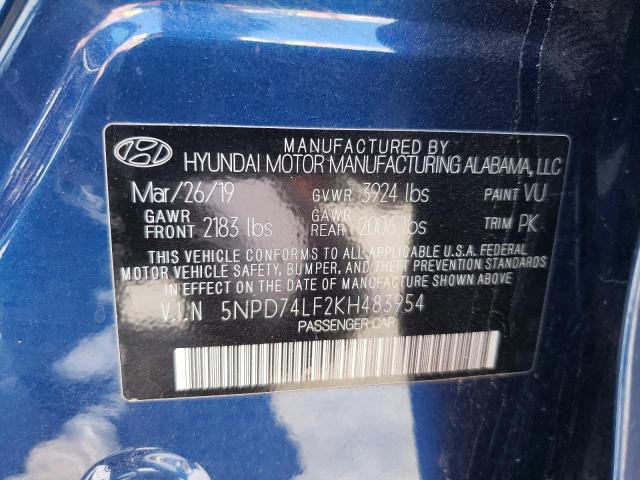 MANUFACTURED BY
HYUNDAI MOTOR MANUFACTURING ALABAMA, LLC
Mar/26/19 GVWR 3924 lbs PAINT VU
GAWR FRONT 2183 lbs GAWR REAR 2006 lbs TRIM PK
THIS VEHICLE CONFORMS TO ALL APPLICABLE U.S.A. FEDERAL
MOTOR VEHICLE SAFETY, BUMPER, AND THEFT PREVENTION STANDARDS
IN EFFECT ON THE DATE OF MANUFACTURE SHOWN ABOVE.
V.I.N 5NPD74LF2KH483954
PASSENGER CAR